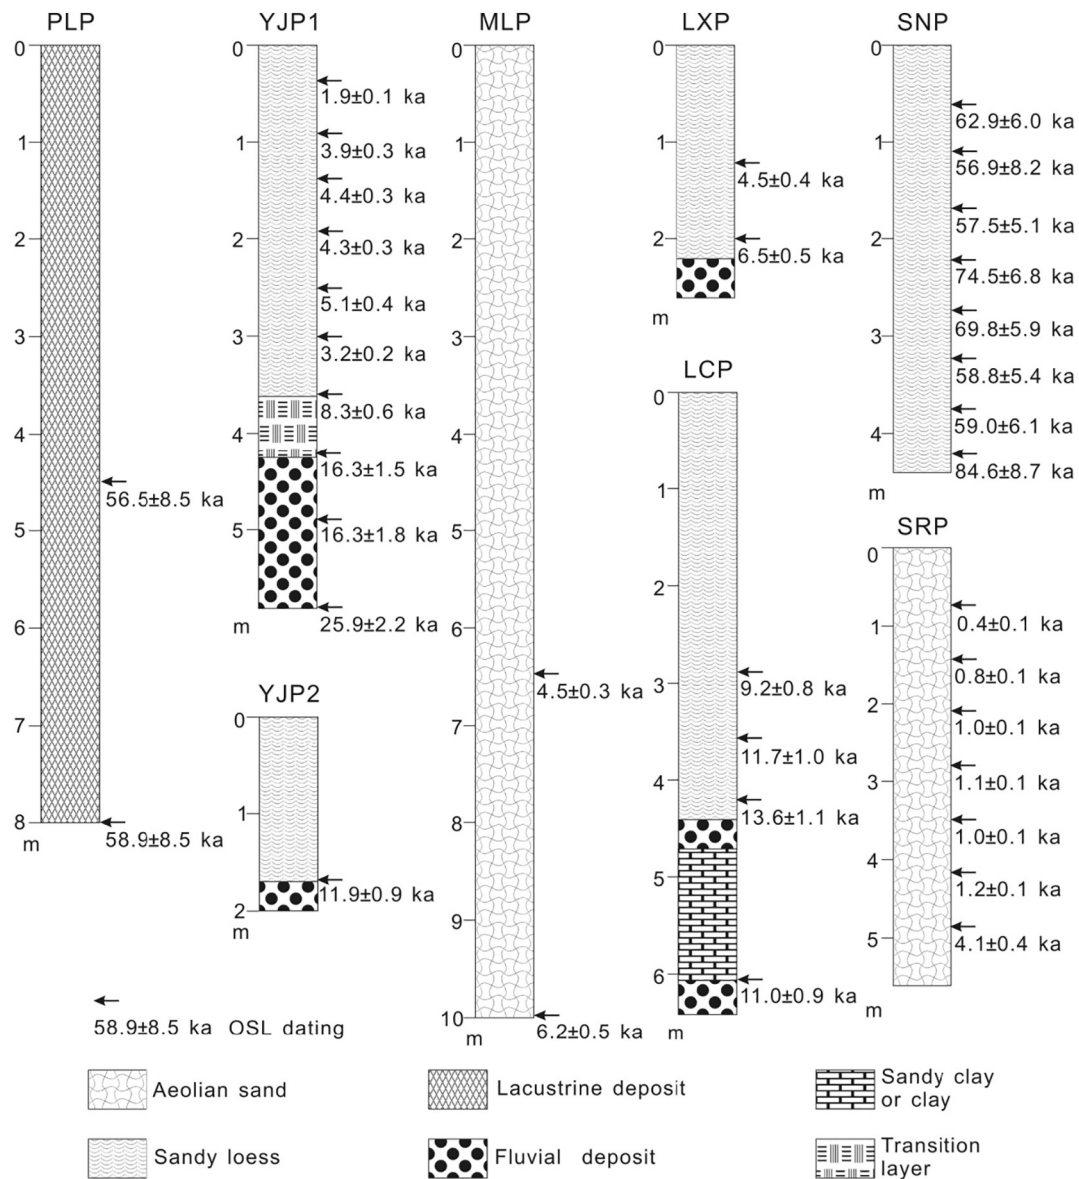 PLP
0
1
2
3
4
5
6
7
8
m
56.5±8.5 ka
58.9±8.5 ka
YJP1
0
1
2
3
4
5
m
1.9±0.1 ka
3.9±0.3 ka
4.4±0.3 ka
4.3±0.3 ka
5.1±0.4 ka
3.2±0.2 ka
8.3±0.6 ka
16.3±1.5 ka
16.3±1.8 ka
25.9±2.2 ka
YJP2
0
1
2
m
11.9±0.9 ka
MLP
0
1
2
3
4
5
6
7
8
9
10
m
4.5±0.3 ka
6.2±0.5 ka
LXP
0
1
2
m
4.5±0.4 ka
6.5±0.5 ka
LCP
0
1
2
3
4
5
6
m
9.2±0.8 ka
11.7±1.0 ka
13.6±1.1 ka
11.0±0.9 ka
SNP
0
1
2
3
4
m
62.9±6.0 ka
56.9±8.2 ka
57.5±5.1 ka
74.5±6.8 ka
69.8±5.9 ka
58.8±5.4 ka
59.0±6.1 ka
84.6±8.7 ka
SRP
0
1
2
3
4
5
m
0.4±0.1 ka
0.8±0.1 ka
1.0±0.1 ka
1.1±0.1 ka
1.0±0.1 ka
1.2±0.1 ka
4.1±0.4 ka
58.9±8.5 ka OSL dating
Aeolian sand
Lacustrine deposit
Sandy clay
or clay
Sandy loess
Fluvial deposit
Transition
layer